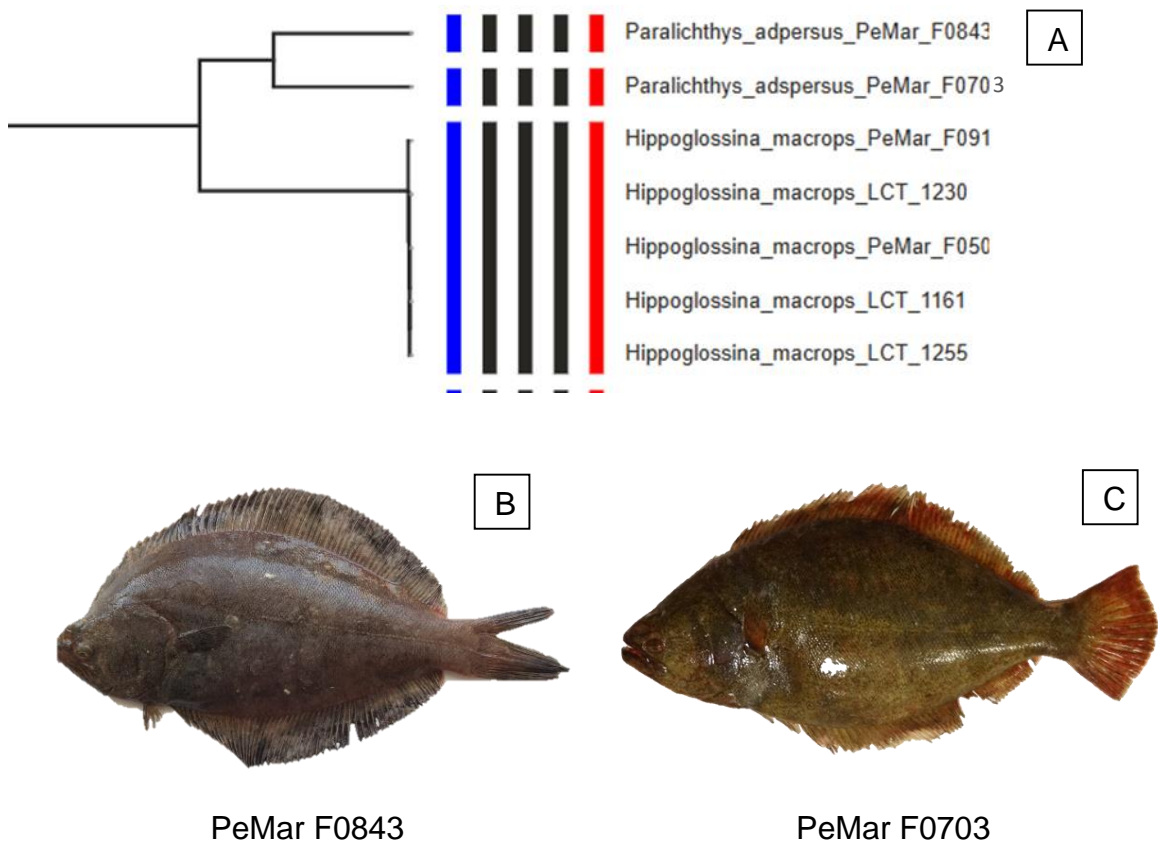 Paralichthys_adpersus_PeMar_F0843
A
Paralichthys_adspersus_PeMar_F0703
Hippoglossina_macrops_PeMar_F091
Hippoglossina_macrops_LCT_1230
Hippoglossina_macrops_PeMar_F050
Hippoglossina_macrops_LCT_1161
Hippoglossina_macrops_LCT_1255
B
C
PeMar F0843
PeMar F0703